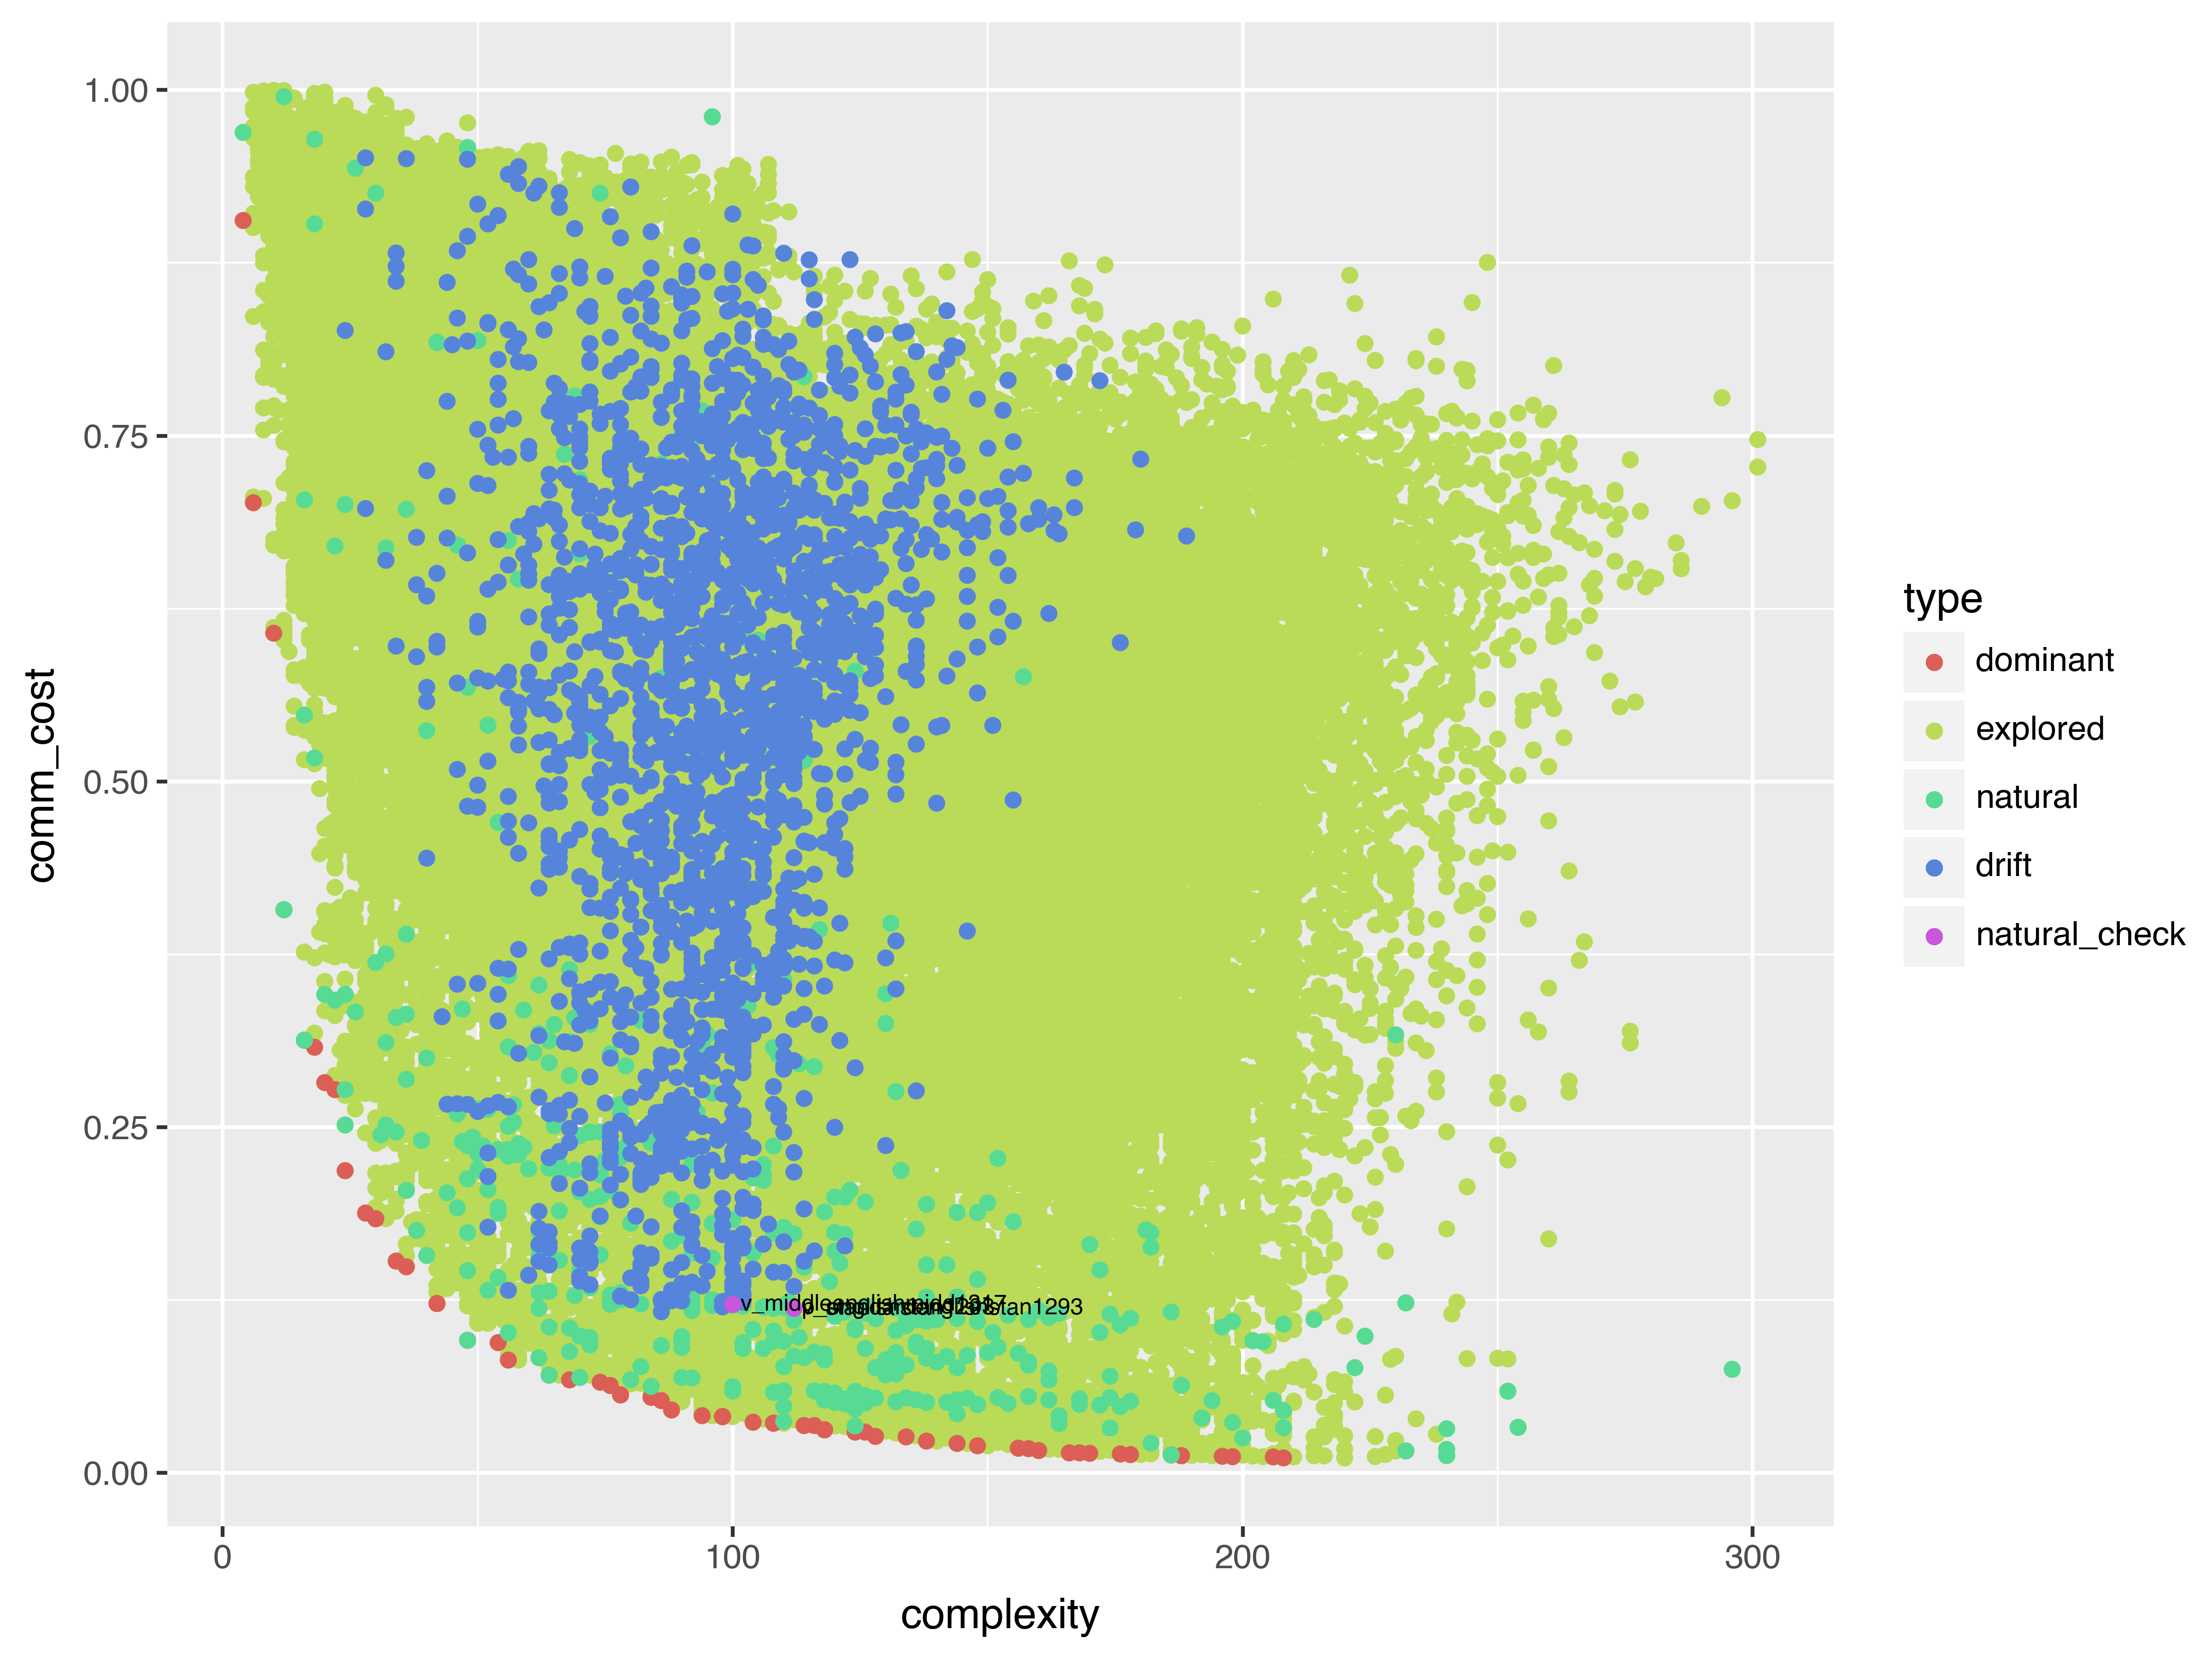 1.00
0.75
0.50
0.25
0.00
comm_cost
0
100
200
300
complexity
type
dominant
explored
natural
drift
natural_check